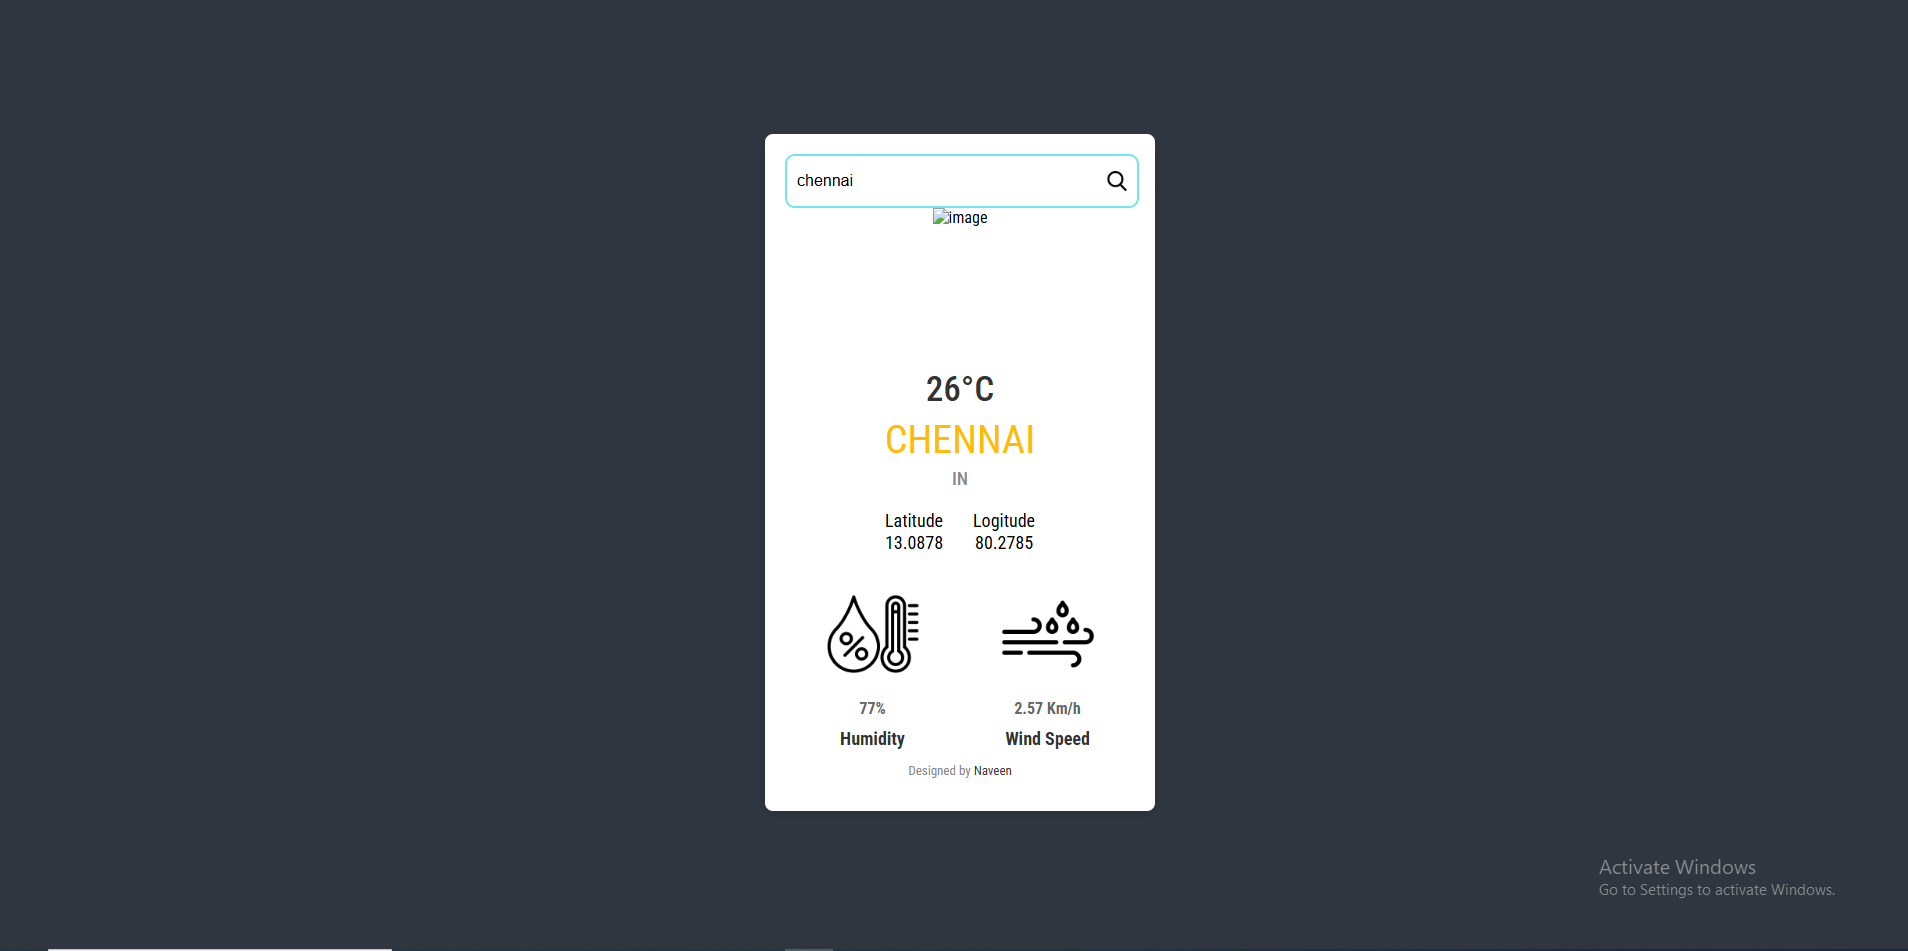 chennai
image
26°C
CHENNAI
IN
Latitude Logitude
13.0878 80.2785
77% 2.57 Km/h
Humidity Wind Speed
Designed by Naveen
Activate Windows
Go to Settings to activate Windows.